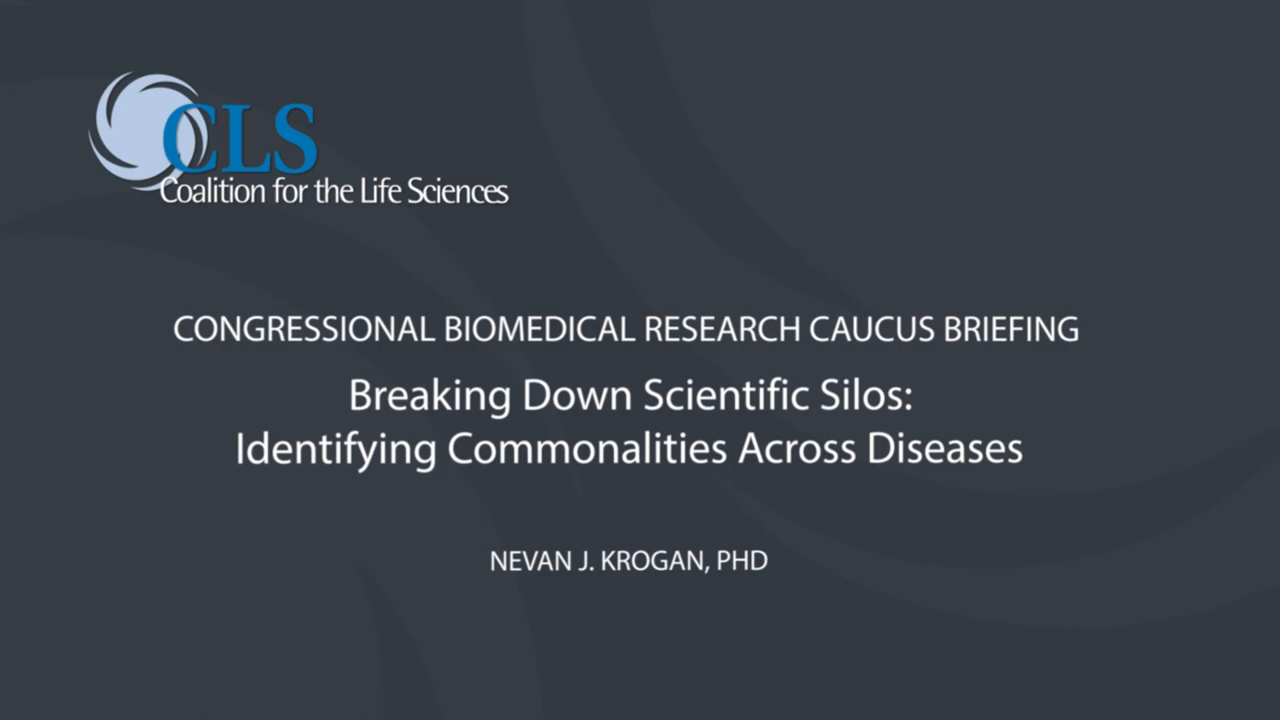 CLS
Coalition for the Life Sciences
CONGRESSIONAL BIOMEDICAL RESEARCH CAUCUS BRIEFING
Breaking Down Scientific Silos:
Identifying Commonalities Across Diseases
NEVAN J. KROGAN, PHD